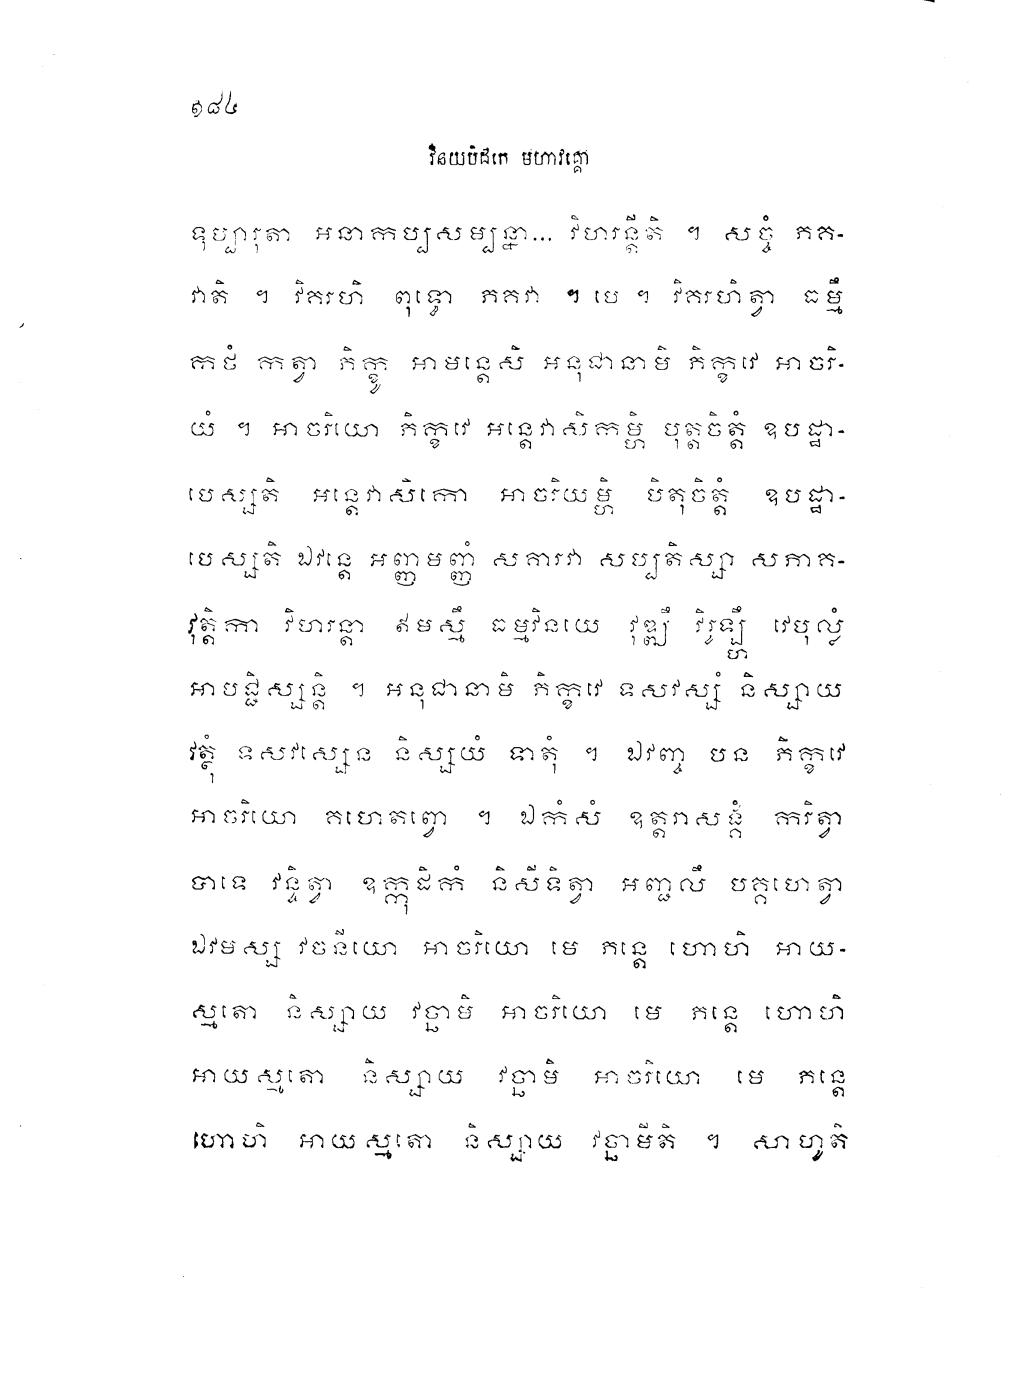 ១៨៤
វិនយបិដកេ មហាវគ្គោ
ទុប្បារុតា អនាកប្បសម្បន្នា... វិហរន្តីតិ ។ សច្ចំ ភគ-
វាតិ ។ វិគរហិ ពុទ្ធោ ភគវា ។ បេ ។ វិគរហិត្វា ធម្មឹ
កថំ កត្វា ភិក្ខូ អាមន្តេសិ អនុជានាមិ ភិក្ខវេ អាចរិ-
យំ ។ អាចរិយោ ភិក្ខវេ អន្តេវាសិកម្ហិ បុត្តចិត្តំ ឧបដ្ឋា-
បេស្សតិ អន្តេវាសិកោ អាចរិយម្ហិ បិតុចិត្តំ ឧបដ្ឋា-
បេស្សតិ ឯវន្តេ អញ្ញមញ្ញំ សគារវា សប្បតិស្សា សភាគ-
វុត្តិកា វិហរន្តា ឥមស្មឹ ធម្មវិនយេ វុឌ្ឍឹ វិរូឡ្ហឹ វេបុល្លំ
អាបជ្ជិស្សន្តិ ។ អនុជានាមិ ភិក្ខវេ ទសវស្សំ និស្សាយ
វត្ថុំ ទសវស្សេន និស្សយំ ទាតុំ ។ ឯវញ្ច បន ភិក្ខវេ
អាចរិយោ គហេតព្វោ ។ ឯកំសំ ឧត្តរាសង្គំ ករិត្វា
បាទេ វន្ទិត្វា ឧក្កុដិកំ និសីទិត្វា អញ្ជលឹ បគ្គហេត្វា
ឯវមស្ស វចនីយោ អាចរិយោ មេ ភន្តេ ហោហិ អាយ-
ស្មតោ និស្សាយ វច្ឆាមិ អាចរិយោ មេ ភន្តេ ហោហិ
អាយស្មតោ និស្សាយ វច្ឆាមិ អាចរិយោ មេ ភន្តេ
ហោហិ អាយស្មតោ និស្សាយ វច្ឆាមីតិ ។ សាហូតិ